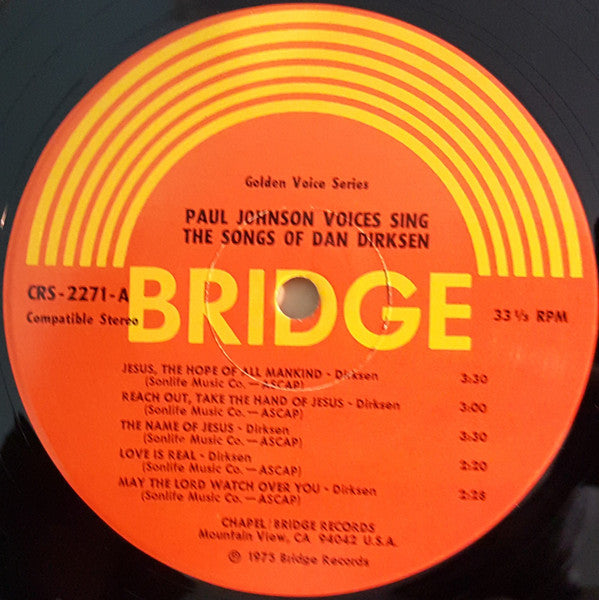 Golden Voice Series
PAUL JOHNSON VOICES SING
THE SONGS OF DAN DIRKSEN
CRS-2271-A
BRIDGE
Compatible Stereo
33 1/3 RPM
JESUS, THE HOPE OF ALL MANKIND - Dirksen 3:30
(Sonlife Music Co. — ASCAP)
REACH OUT, TAKE THE HAND OF JESUS - Dirksen 3:00
(Sonlife Music Co. — ASCAP)
THE NAME OF JESUS - Dirksen 3:30
(Sonlife Music Co. — ASCAP)
LOVE IS REAL - Dirksen 2:20
(Sonlife Music Co. — ASCAP)
MAY THE LORD WATCH OVER YOU - Dirksen 2:28
(Sonlife Music Co. — ASCAP)
CHAPEL/BRIDGE RECORDS
Mountain View, CA 94042 U.S.A.
℗ 1975 Bridge Records